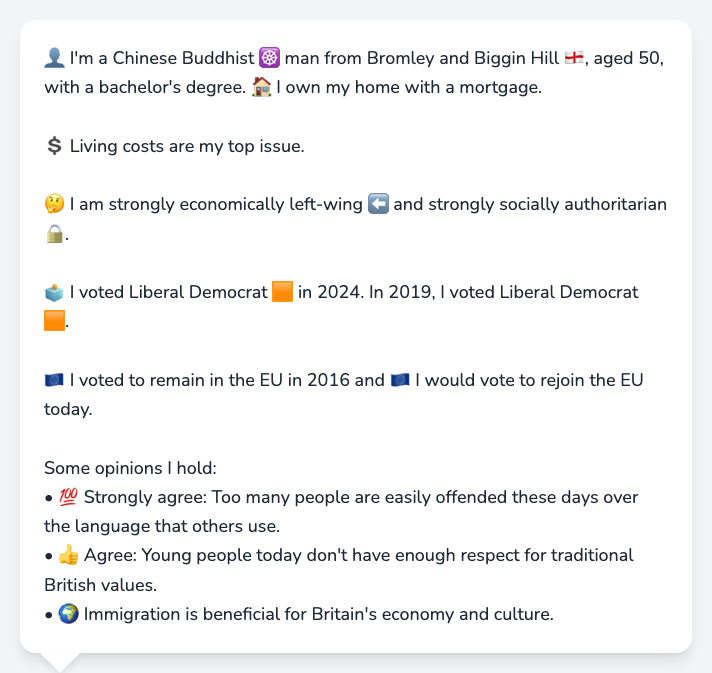 👤 I'm a Chinese Buddhist ☸️ man from Bromley and Biggin Hill 🏴󠁧󠁢󠁥󠁮󠁧󠁿, aged 50,
with a bachelor's degree. 🏠 I own my home with a mortgage.
💲 Living costs are my top issue.
🤔 I am strongly economically left-wing ⬅️ and strongly socially authoritarian
🔒.
🗳️ I voted Liberal Democrat 🟧 in 2024. In 2019, I voted Liberal Democrat
🟧.
🇪🇺 I voted to remain in the EU in 2016 and 🇪🇺 I would vote to rejoin the EU
today.
Some opinions I hold:
• 💯 Strongly agree: Too many people are easily offended these days over
the language that others use.
• 👍 Agree: Young people today don't have enough respect for traditional
British values.
• 🌍 Immigration is beneficial for Britain's economy and culture.